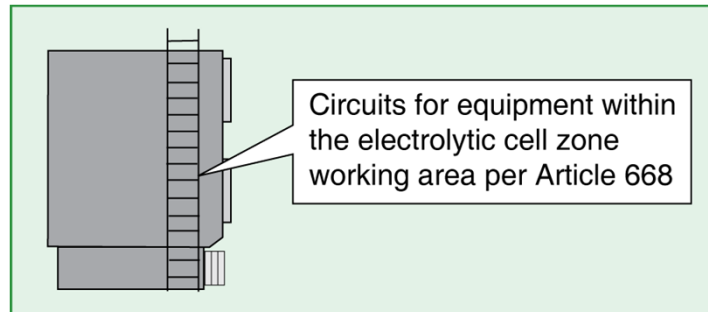 Circuits for equipment within
the electrolytic cell zone
working area per Article 668